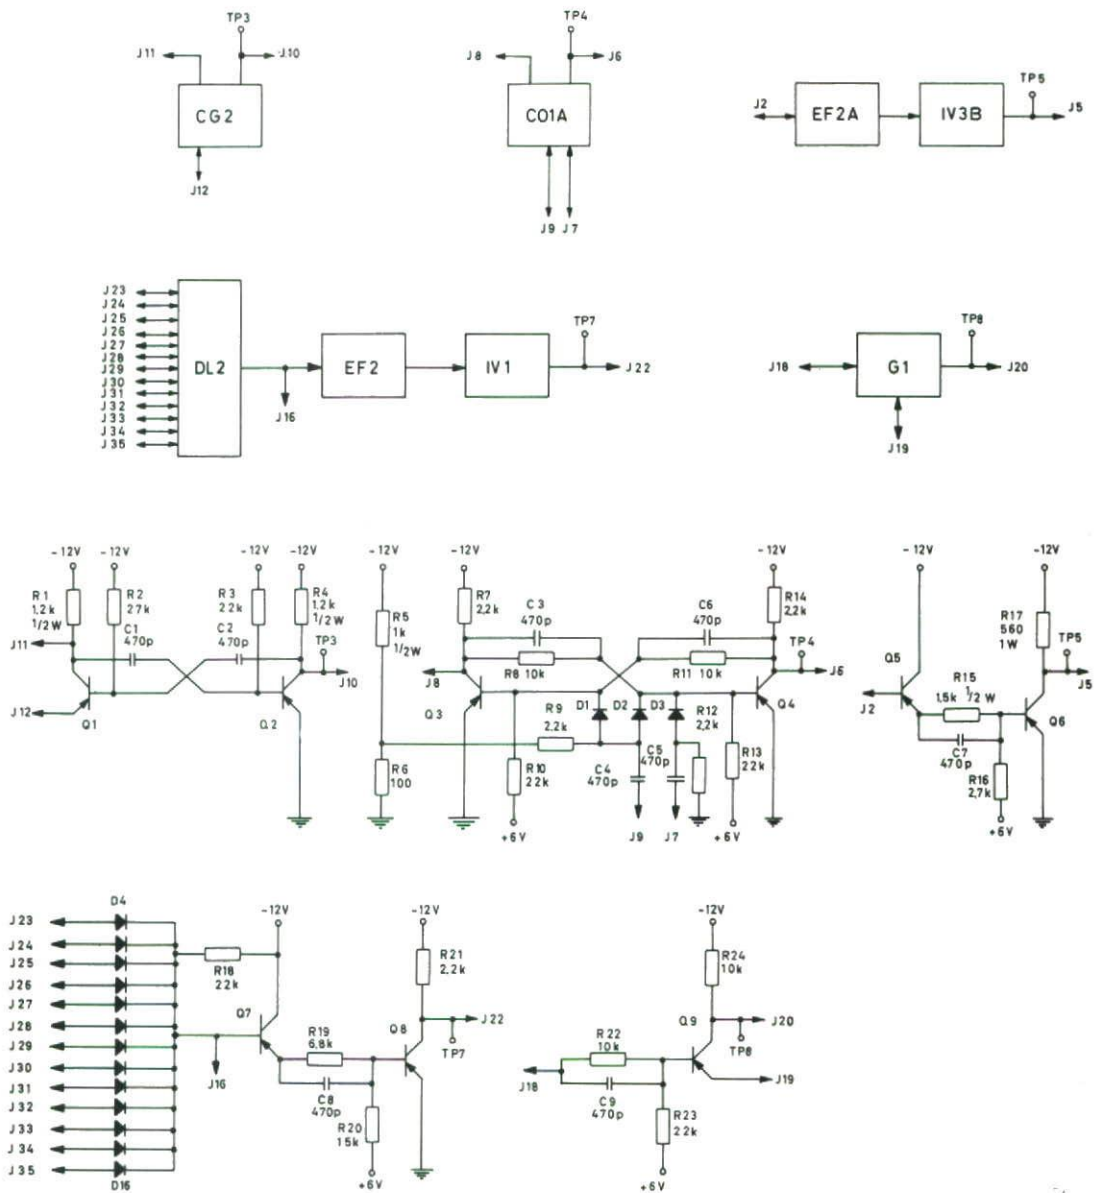 TP3
J11
J10
CG2
J12
TP4
J8
J6
CO1A
J9 J7
TP5
J2
EF2A
IV3B
J5
J23
J24
J25
J26
J27
J28
J29
J30
J31
J32
J33
J34
J35
DL2
J16
EF2
IV1
TP7
J22
TP8
J18
G1
J20
J19
-12V -12V -12V -12V
R1
1,2k
1/2W
R2
27k
R3
22k
R4
1,2k
1/2W
C1
470p
C2
470p
TP3
J11
J10
J12
Q1
Q2
-12V
R5
1k
1/2W
R6
100
-12V
R7
2,2k
C3
470p
R8 10k
J8
Q3
R9
2,2k
R10
22k
+6V
D1 D2 D3
C4
470p
C5
470p
J9 J7
C6
470p
R11 10k
R12
2,2k
R13
22k
+6V
-12V
R14
2,2k
TP4
J6
Q4
-12V
Q5
J2
R15
1,5k 1/2 W
C7
470p
R16
2,7k
+6V
-12V
R17
560
1W
TP5
J5
Q6
D4
J23
J24
J25
J26
J27
J28
J29
J30
J31
J32
J33
J34
J35
D16
R18
22k
J16
-12V
Q7
R19
6,8k
C8
470p
R20
15k
+6V
-12V
R21
2,2k
Q8
J22
TP7
J18
R22
10k
C9
470p
R23
22k
+6V
-12V
R24
10k
Q9
J20
TP8
J19